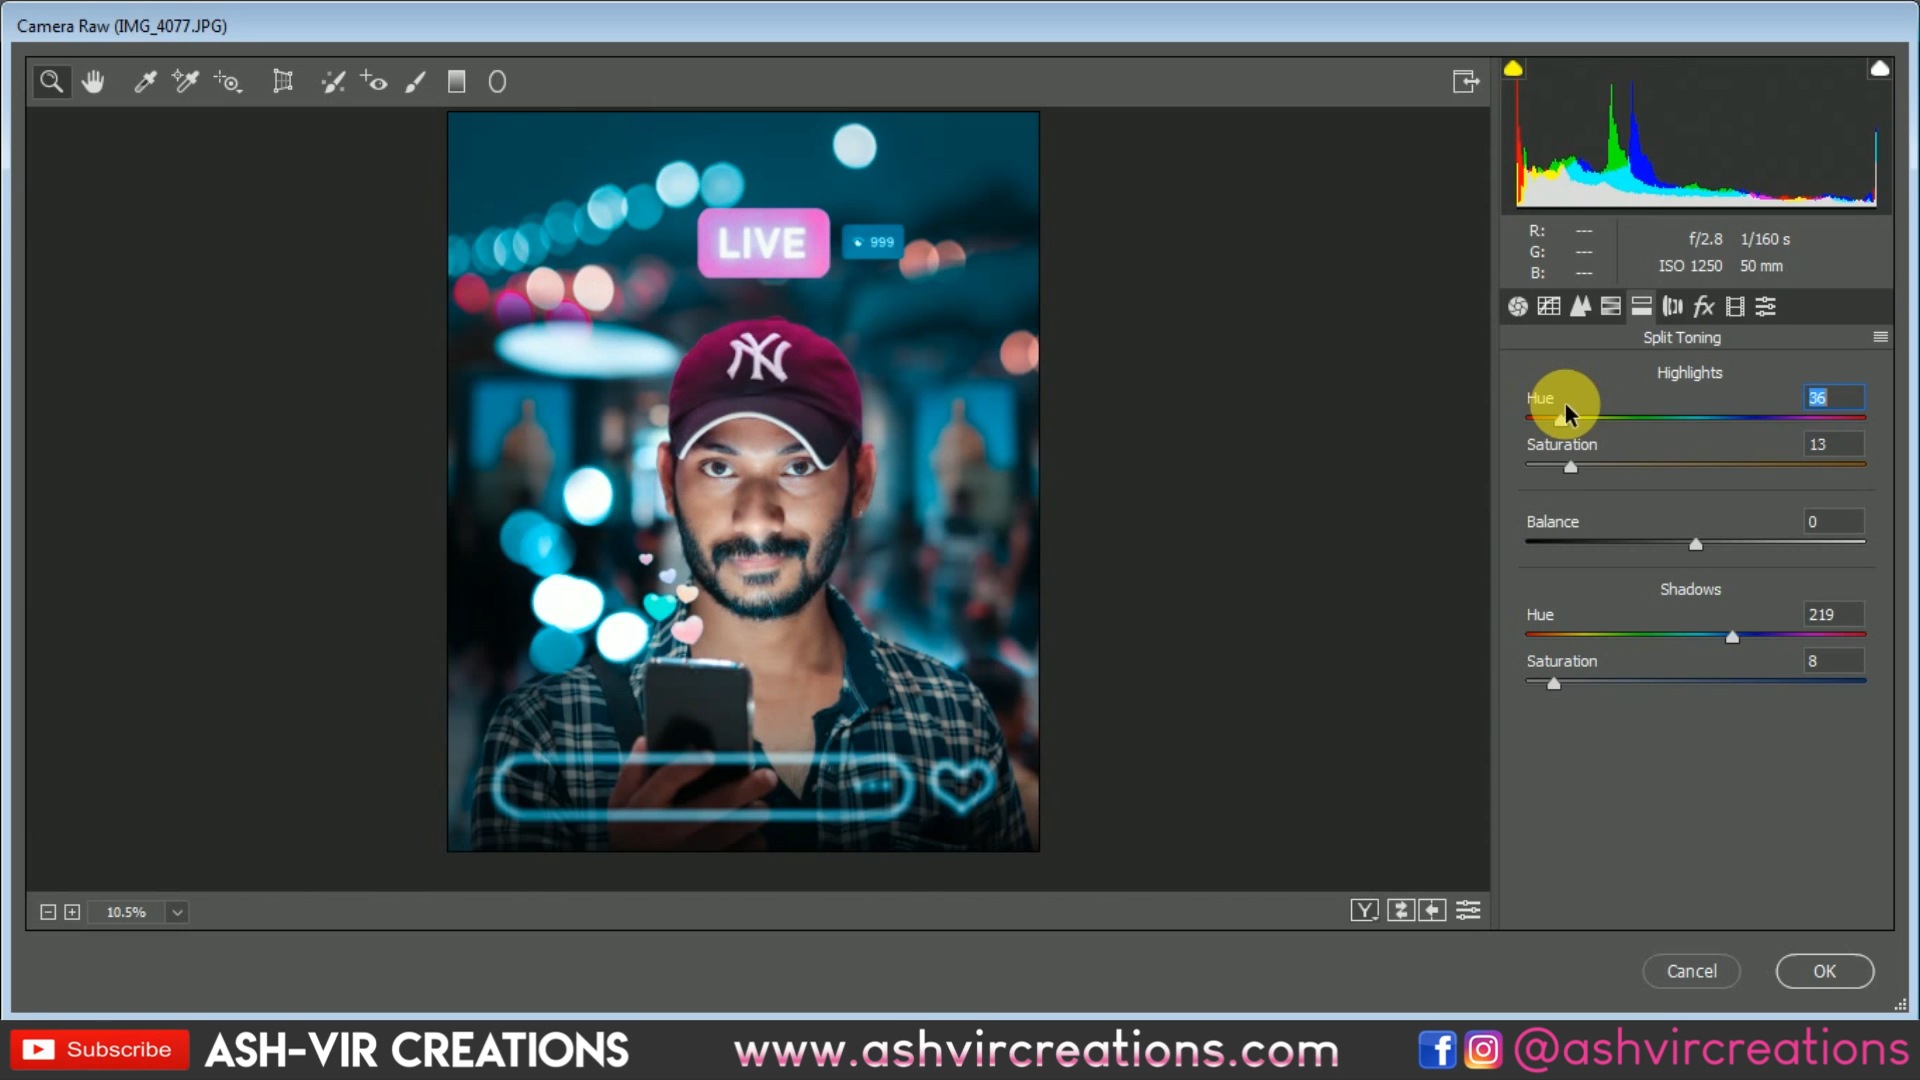 Camera Raw (IMG_4077.JPG)
LIVE
999
NY
R: ---
G: ---
B: ---
f/2.8 1/160 s
ISO 1250 50 mm
fx
Split Toning
Highlights
Hue 36
Saturation 13
Balance 0
Shadows
Hue 219
Saturation 8
10.5%
Y
Cancel OK
Subscribe ASH-VIR CREATIONS www.ashvircreations.com f @ashvircreations